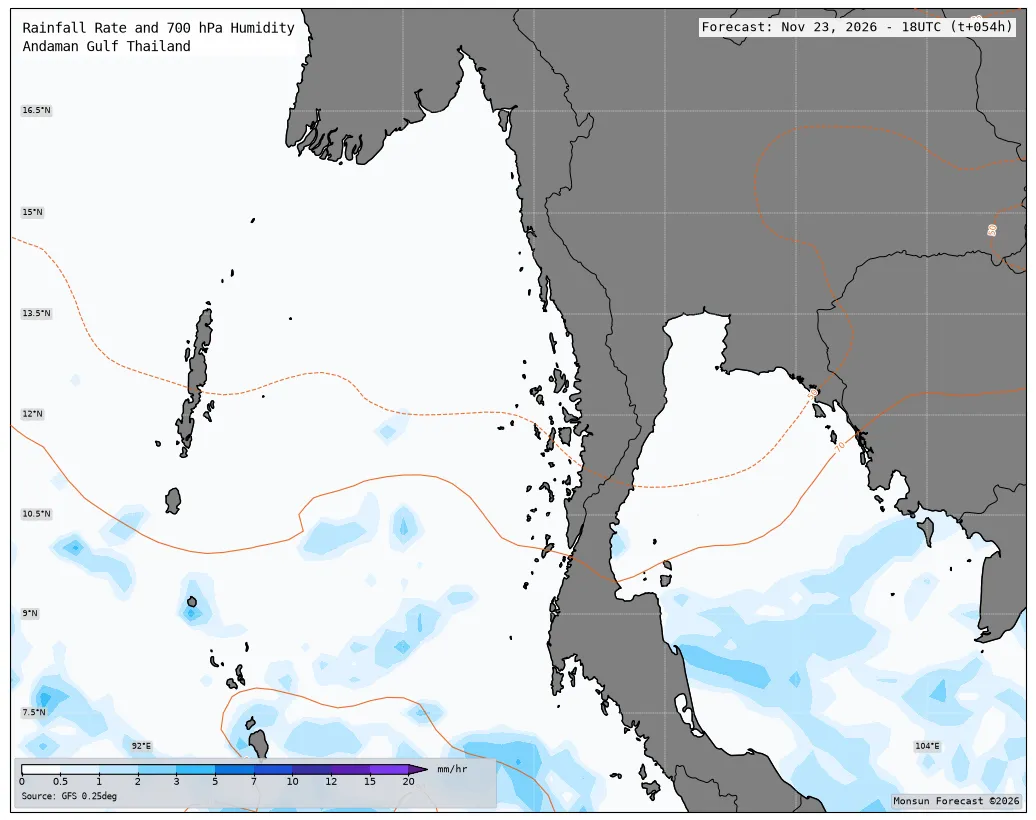 Rainfall Rate and 700 hPa Humidity
Andaman Gulf Thailand
Forecast: Nov 23, 2026 - 18UTC (t+054h)
16.5°N
15°N
50
13.5°N
12°N
70
10.5°N
9°N
7.5°N
92°E
104°E
0 0.5 1 2 3 5 10 12 15 20 mm/hr
Source: GFS 0.25deg
Monsun Forecast ©2026